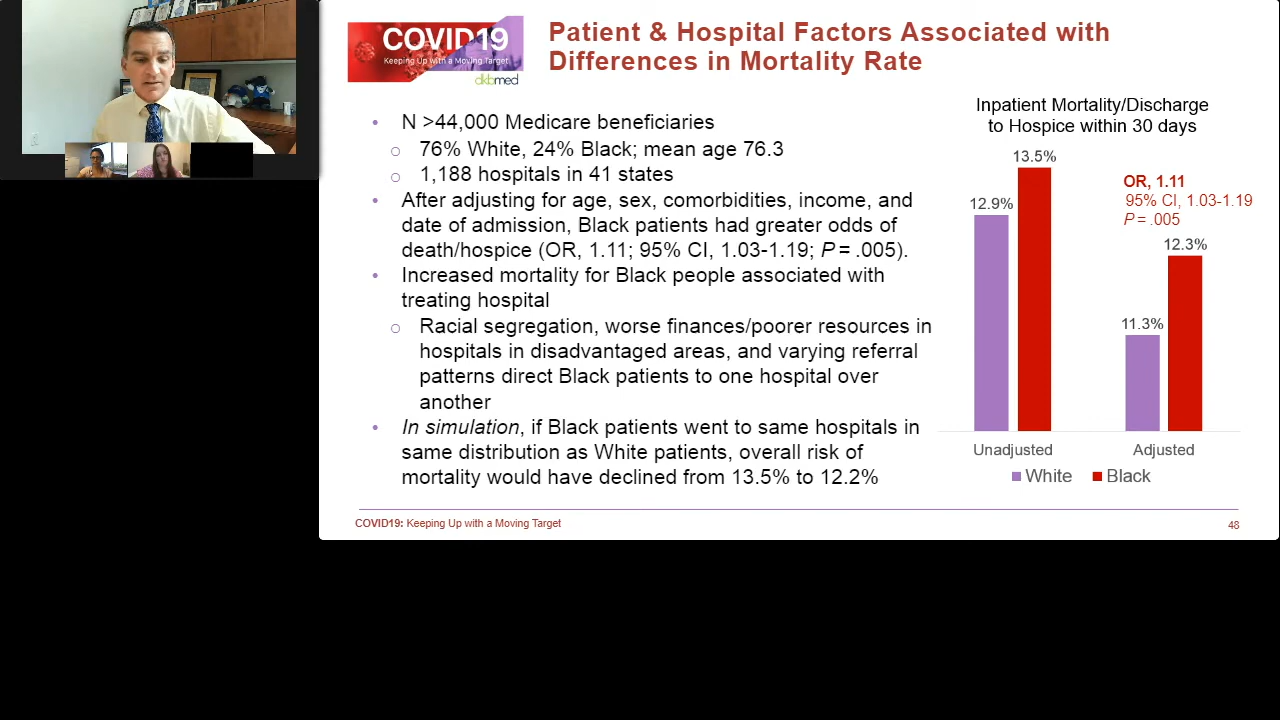 COVID19
Keeping Up with a Moving Target
dkbmed
Patient & Hospital Factors Associated with
Differences in Mortality Rate
• N >44,000 Medicare beneficiaries
○ 76% White, 24% Black; mean age 76.3
○ 1,188 hospitals in 41 states
• After adjusting for age, sex, comorbidities, income, and
date of admission, Black patients had greater odds of
death/hospice (OR, 1.11; 95% CI, 1.03-1.19; P = .005).
• Increased mortality for Black people associated with
treating hospital
○ Racial segregation, worse finances/poorer resources in
hospitals in disadvantaged areas, and varying referral
patterns direct Black patients to one hospital over
another
• In simulation, if Black patients went to same hospitals in
same distribution as White patients, overall risk of
mortality would have declined from 13.5% to 12.2%
Inpatient Mortality/Discharge
to Hospice within 30 days
13.5%
12.9%
OR, 1.11
95% CI, 1.03-1.19
P = .005
12.3%
11.3%
Unadjusted Adjusted
White Black
COVID19: Keeping Up with a Moving Target
48